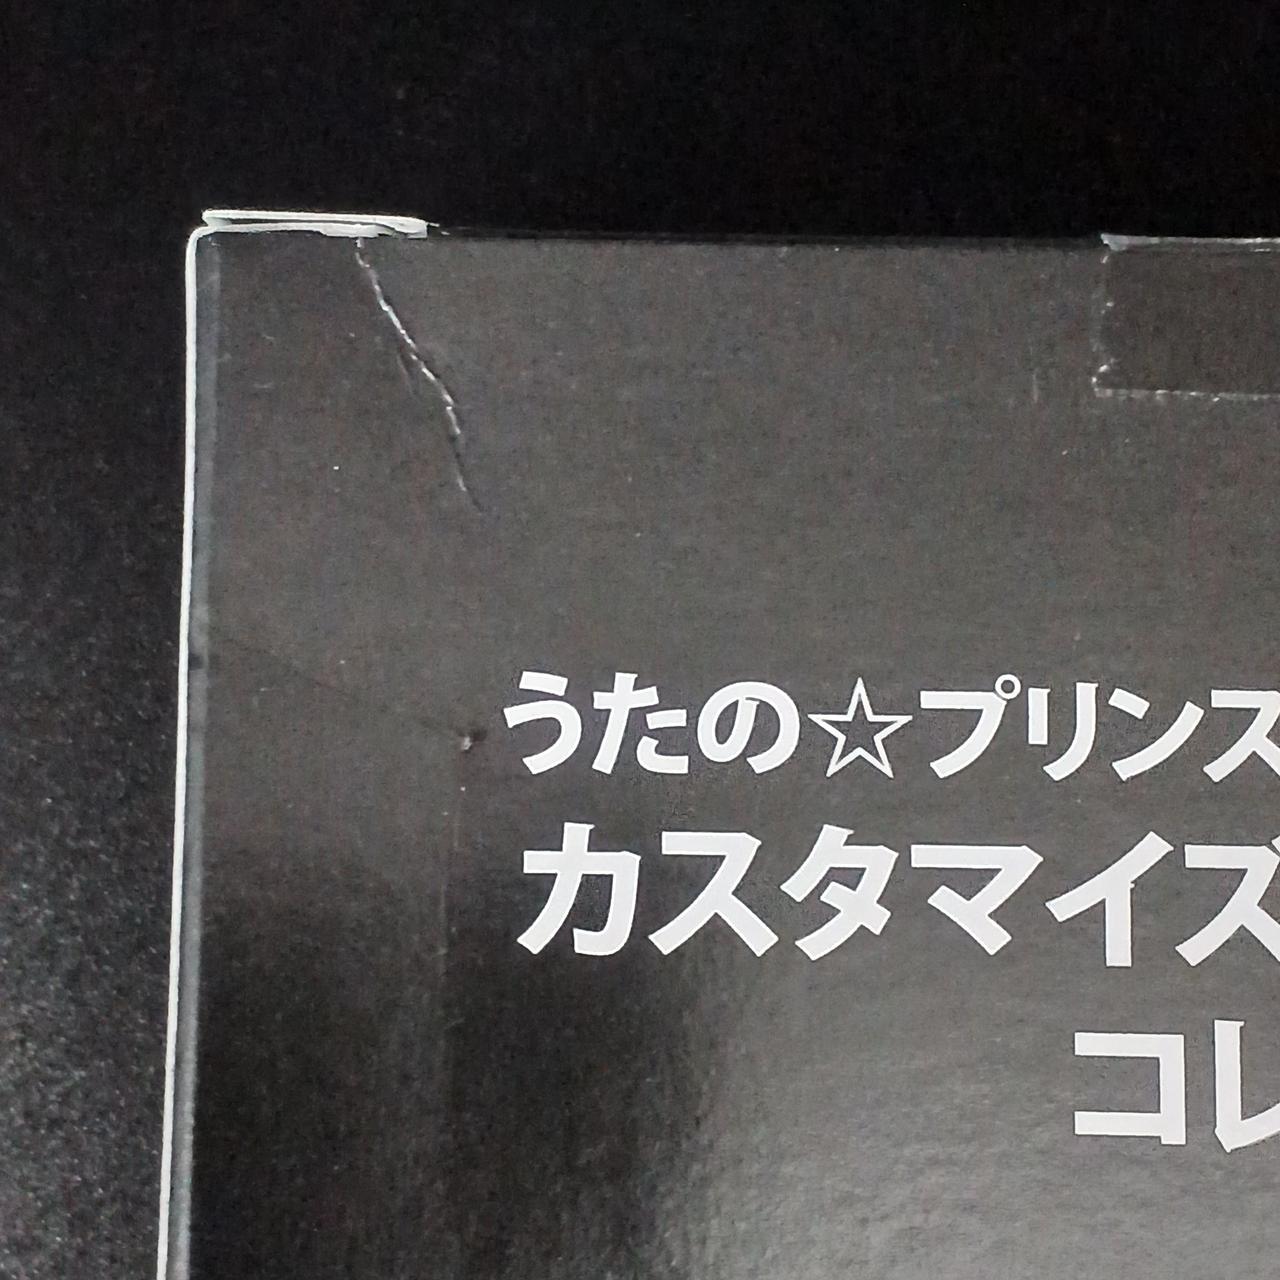 うたの☆プリンス
カスタマイズ
コレ